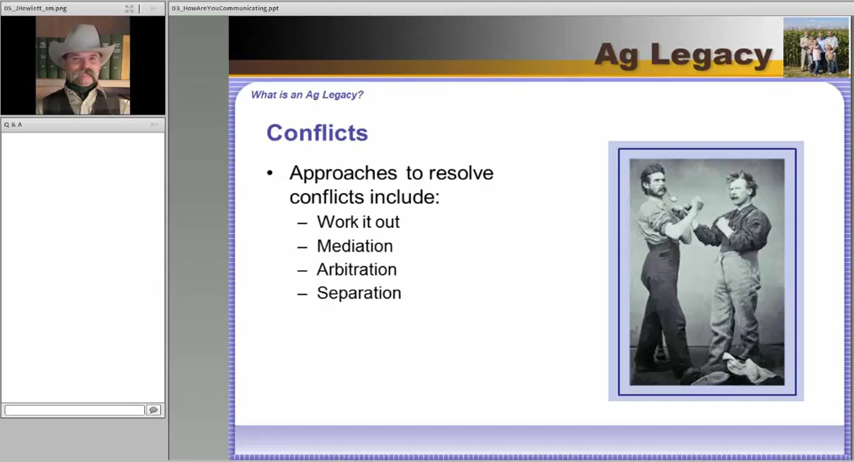 05_JHewlett_sm.png
03_HowAreYouCommunicating.ppt
Ag Legacy
What is an Ag Legacy?
Q & A
Conflicts
• Approaches to resolve
conflicts include:
– Work it out
– Mediation
– Arbitration
– Separation